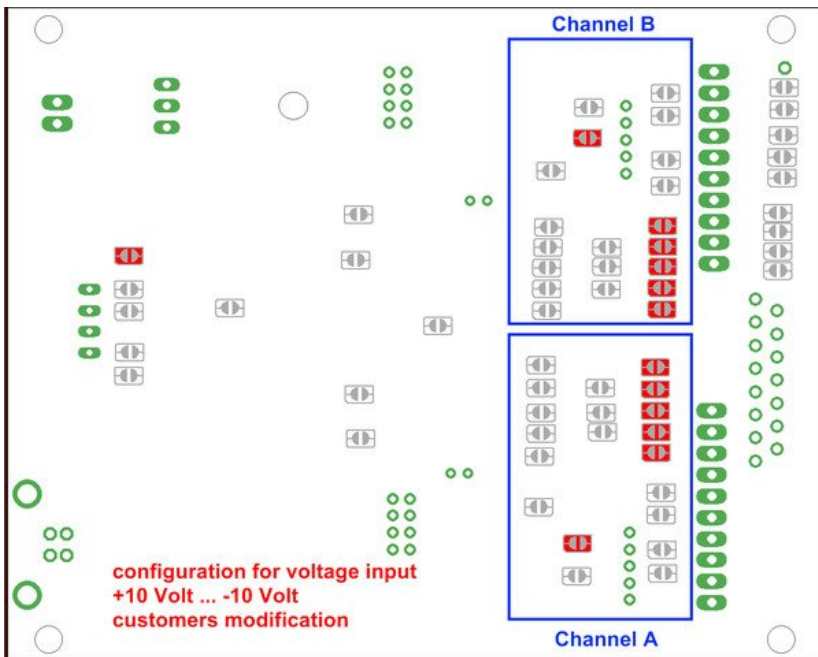 Channel B
configuration for voltage input
+10 Volt ... -10 Volt
customers modification
Channel A